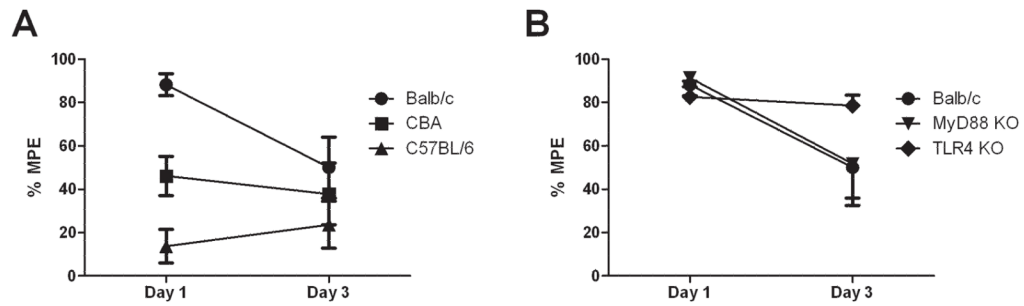 A
% MPE
100
80
60
40
20
0
Day 1
Day 3
Balb/c
CBA
C57BL/6
B
% MPE
100
80
60
40
20
0
Day 1
Day 3
Balb/c
MyD88 KO
TLR4 KO